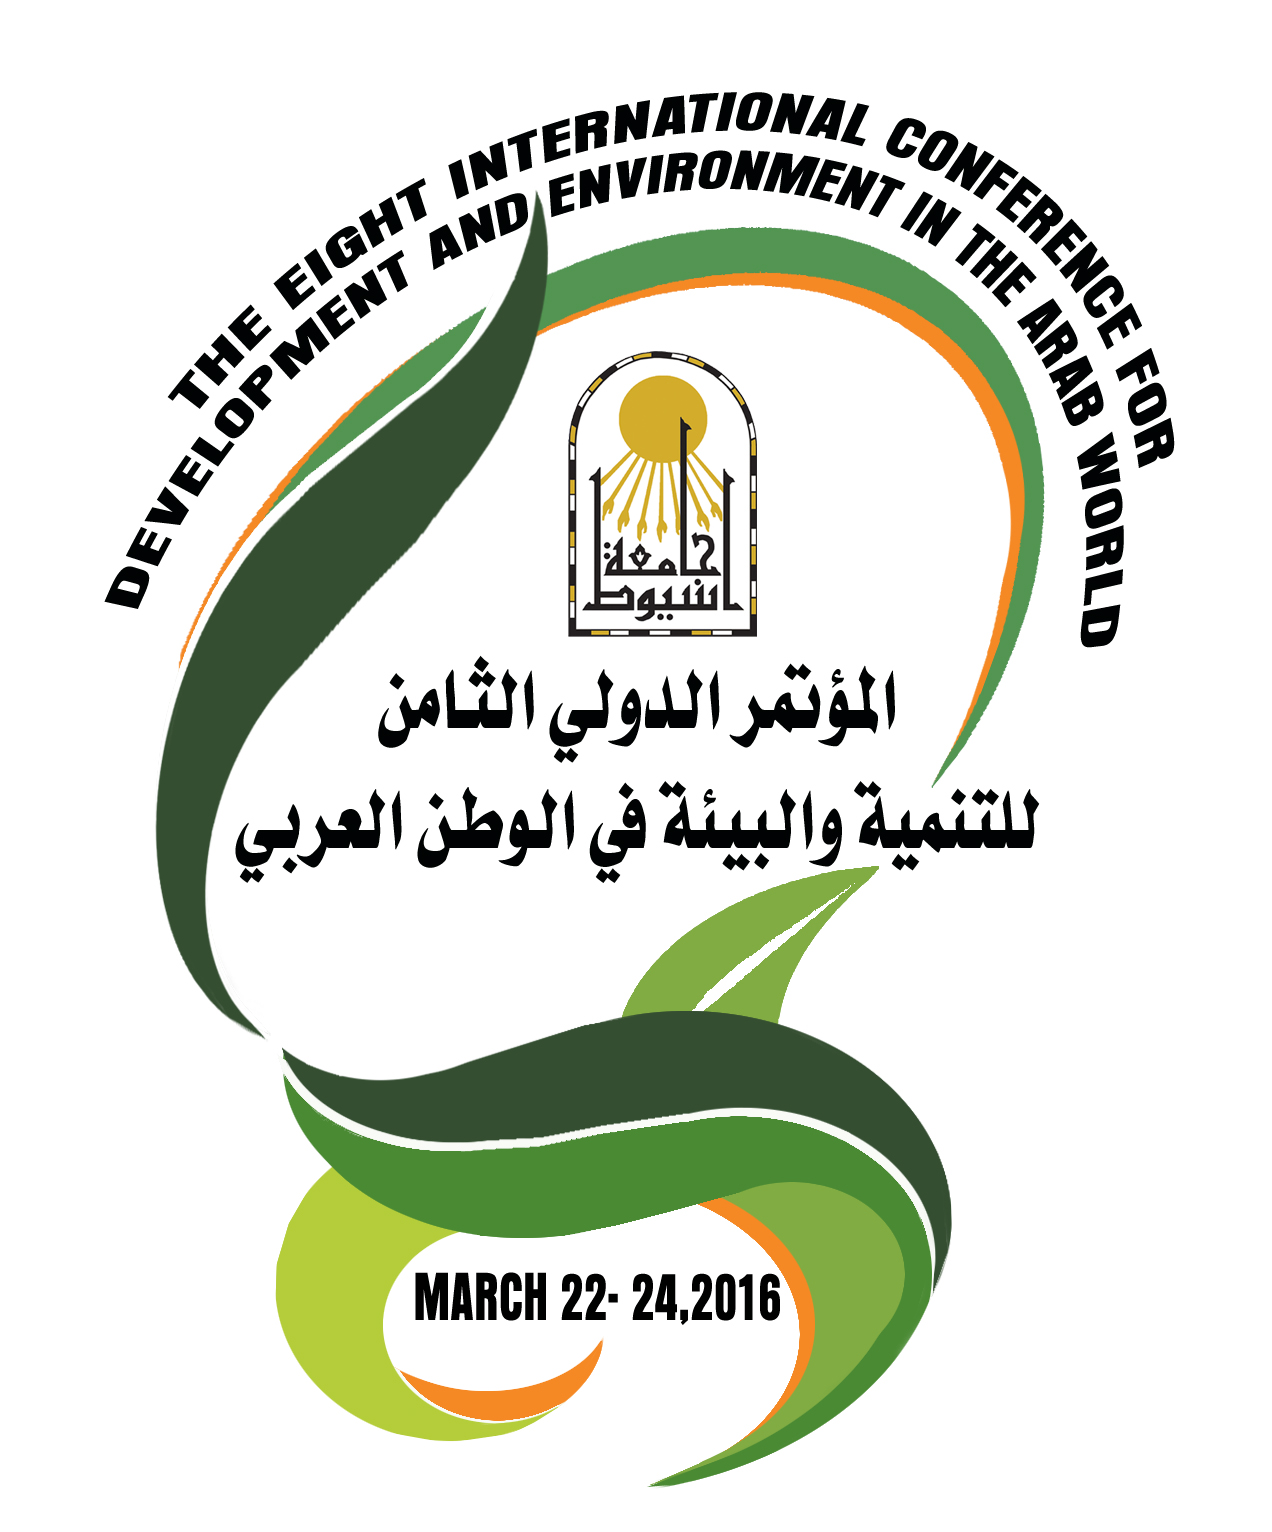 THE EIGHT INTERNATIONAL CONFERENCE FOR
DEVELOPMENT AND ENVIRONMENT IN THE ARAB WORLD
جامعة
اسيوط
المؤتمر الدولي الثامن
للتنمية والبيئة في الوطن العربي
MARCH 22- 24,2016